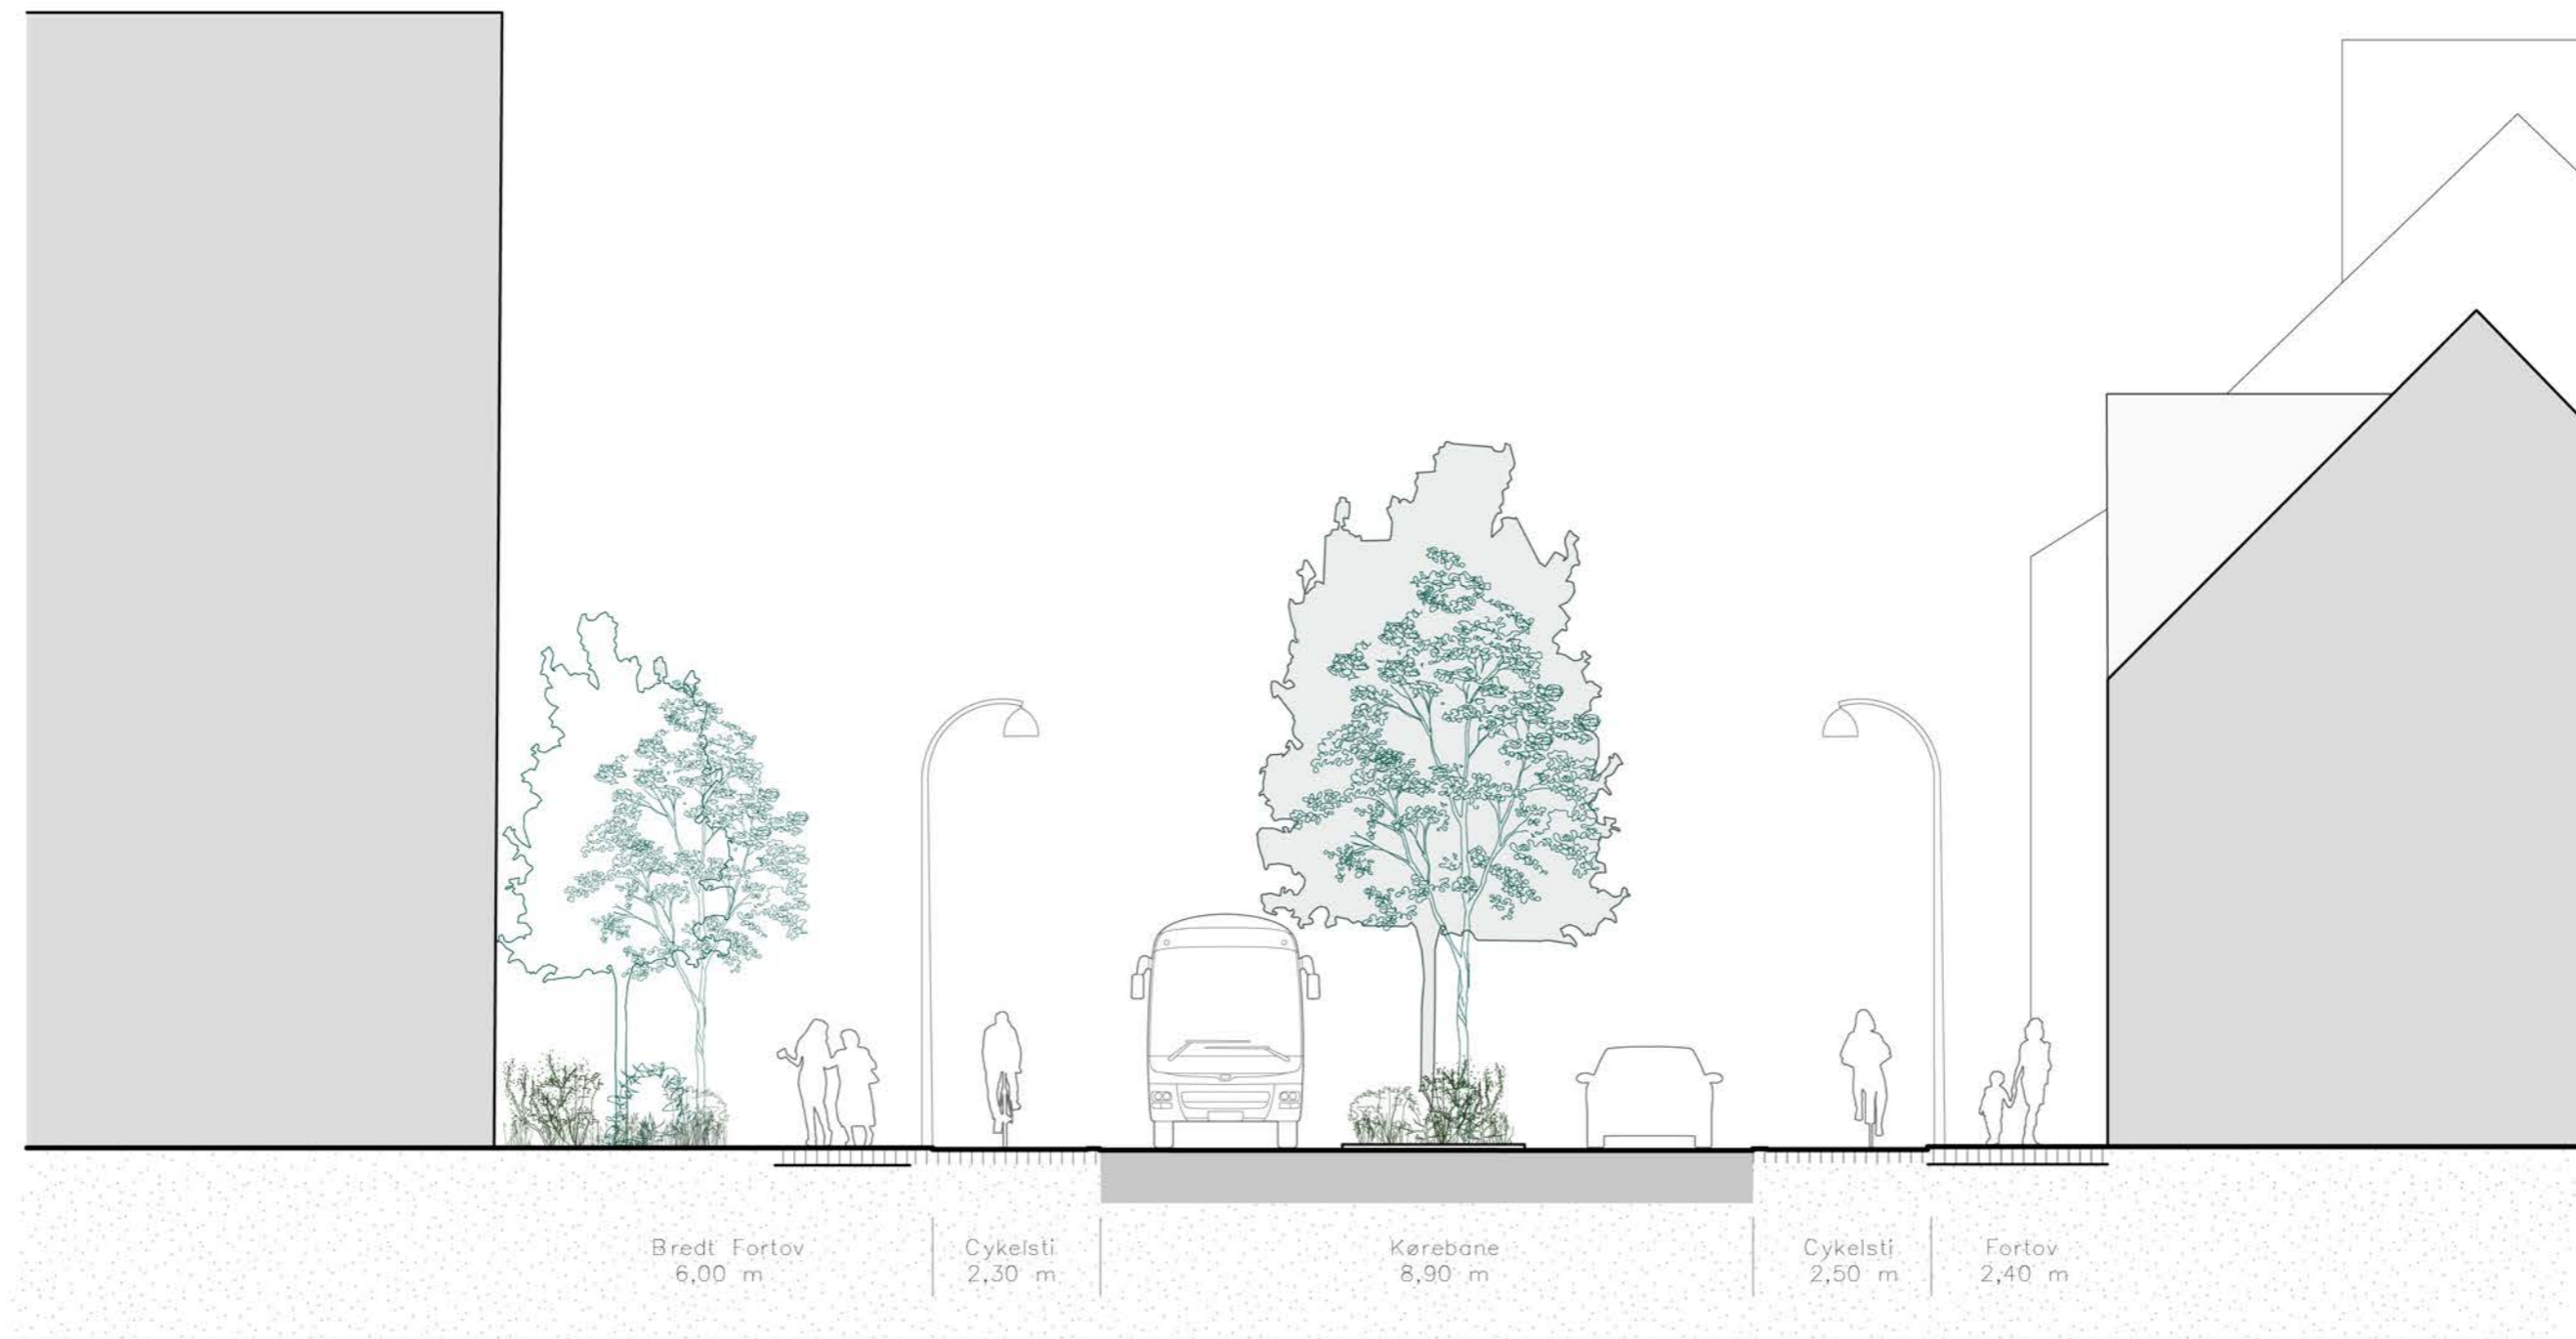 Bredt Fortov
6,00 m
Cykelsti
2,30 m
Kørebane
8,90 m
Cykelsti
2,50 m
Fortov
2,40 m